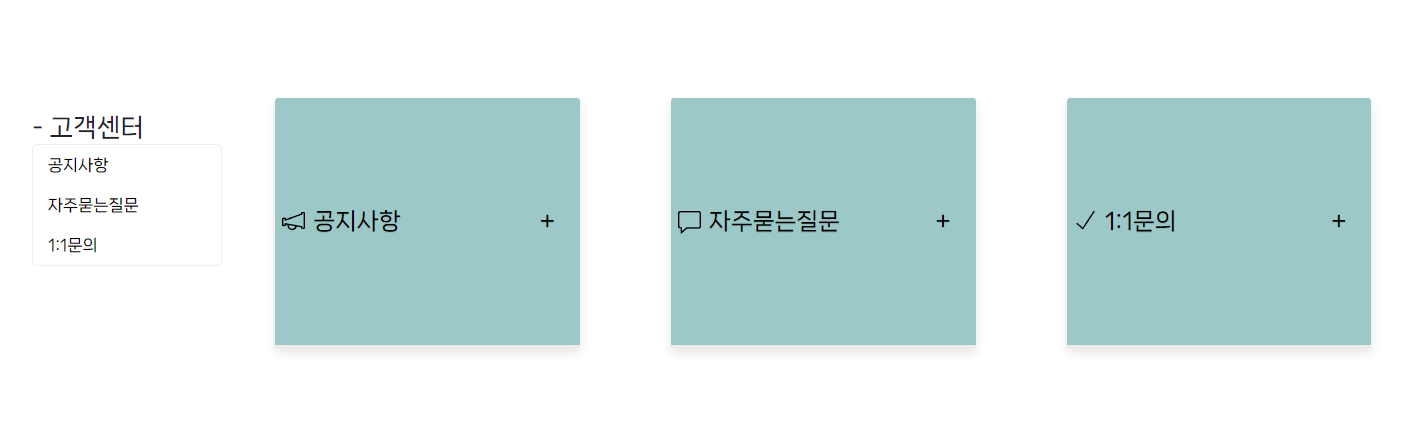 - 고객센터
공지사항
자주묻는질문
1:1문의
공지사항 +
자주묻는질문 +
1:1문의 +